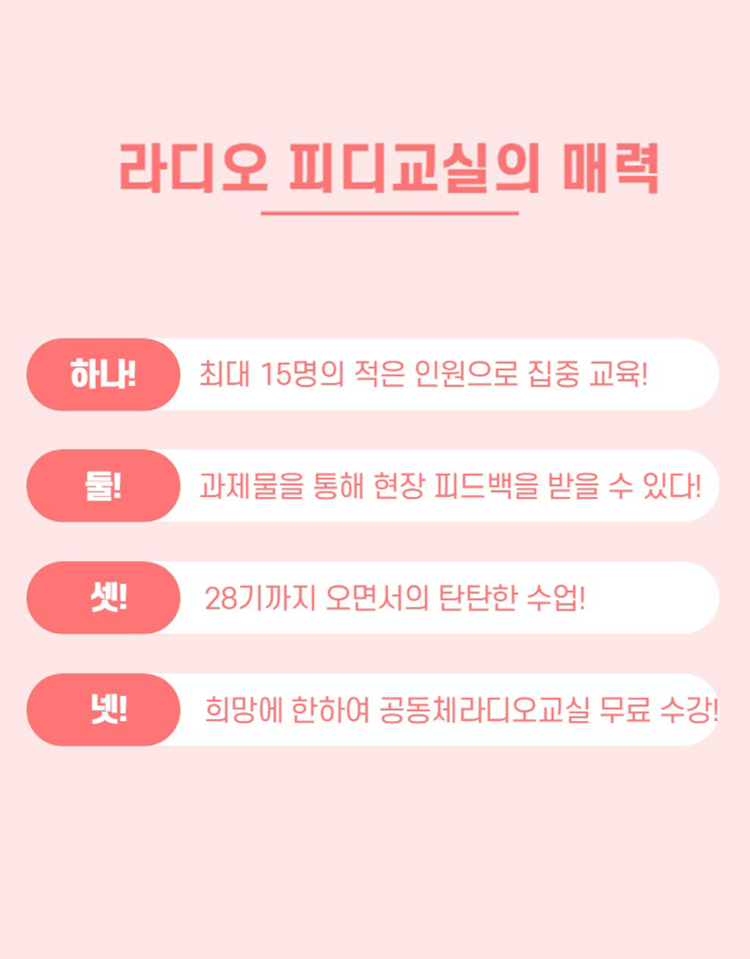 라디오 피디교실의 매력
하나! 최대 15명의 적은 인원으로 집중 교육!
둘! 과제물을 통해 현장 피드백을 받을 수 있다!
셋! 28기까지 오면서의 탄탄한 수업!
넷! 희망에 한하여 공동체라디오교실 무료 수강!